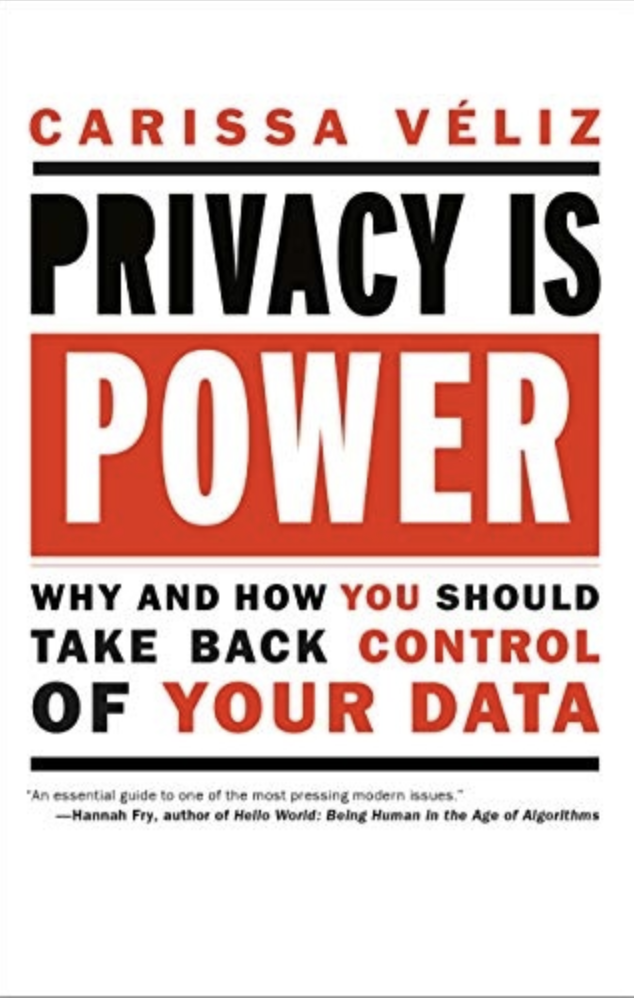 CARISSA VÉLIZ
PRIVACY IS
POWER
WHY AND HOW YOU SHOULD
TAKE BACK CONTROL
OF YOUR DATA
"An essential guide to one of the most pressing modern issues."
—Hannah Fry, author of Hello World: Being Human in the Age of Algorithms